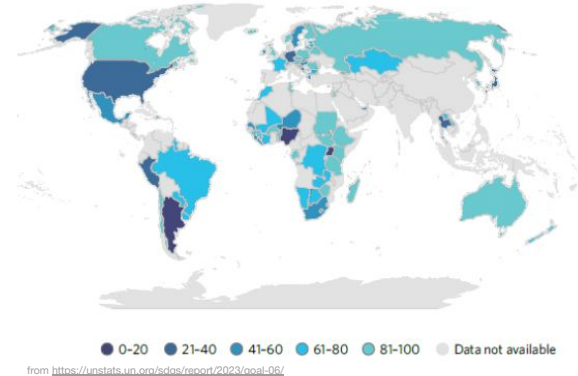 0-20 21-40 41-60 61-80 81-100 Data not available
from https://unstats.un.org/sdgs/report/2023/goal-06/